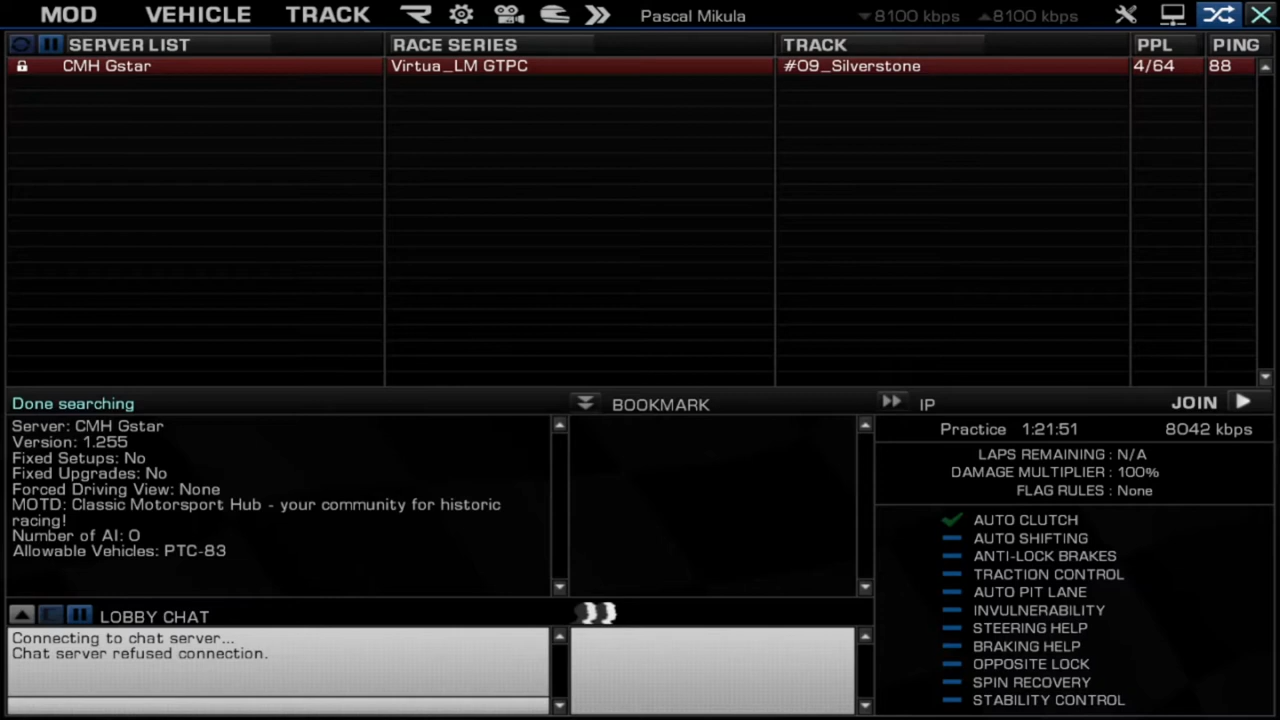 MOD VEHICLE TRACK Pascal Mikula 8100 kbps 8100 kbps
SERVER LIST RACE SERIES TRACK PPL PING
CMH Gstar Virtua_LM GTPC #09_Silverstone 4/64 88
Done searching
Server: CMH Gstar
Version: 1.255
Fixed Setups: No
Fixed Upgrades: No
Forced Driving View: None
MOTD: Classic Motorsport Hub - your community for historic
racing!
Number of AI: 0
Allowable Vehicles: PTC-83
BOOKMARK
IP JOIN
Practice 1:21:51 8042 kbps
LAPS REMAINING : N/A
DAMAGE MULTIPLIER : 100%
FLAG RULES : None
AUTO CLUTCH
AUTO SHIFTING
ANTI-LOCK BRAKES
TRACTION CONTROL
AUTO PIT LANE
INVULNERABILITY
STEERING HELP
BRAKING HELP
OPPOSITE LOCK
SPIN RECOVERY
STABILITY CONTROL
LOBBY CHAT
Connecting to chat server...
Chat server refused connection.